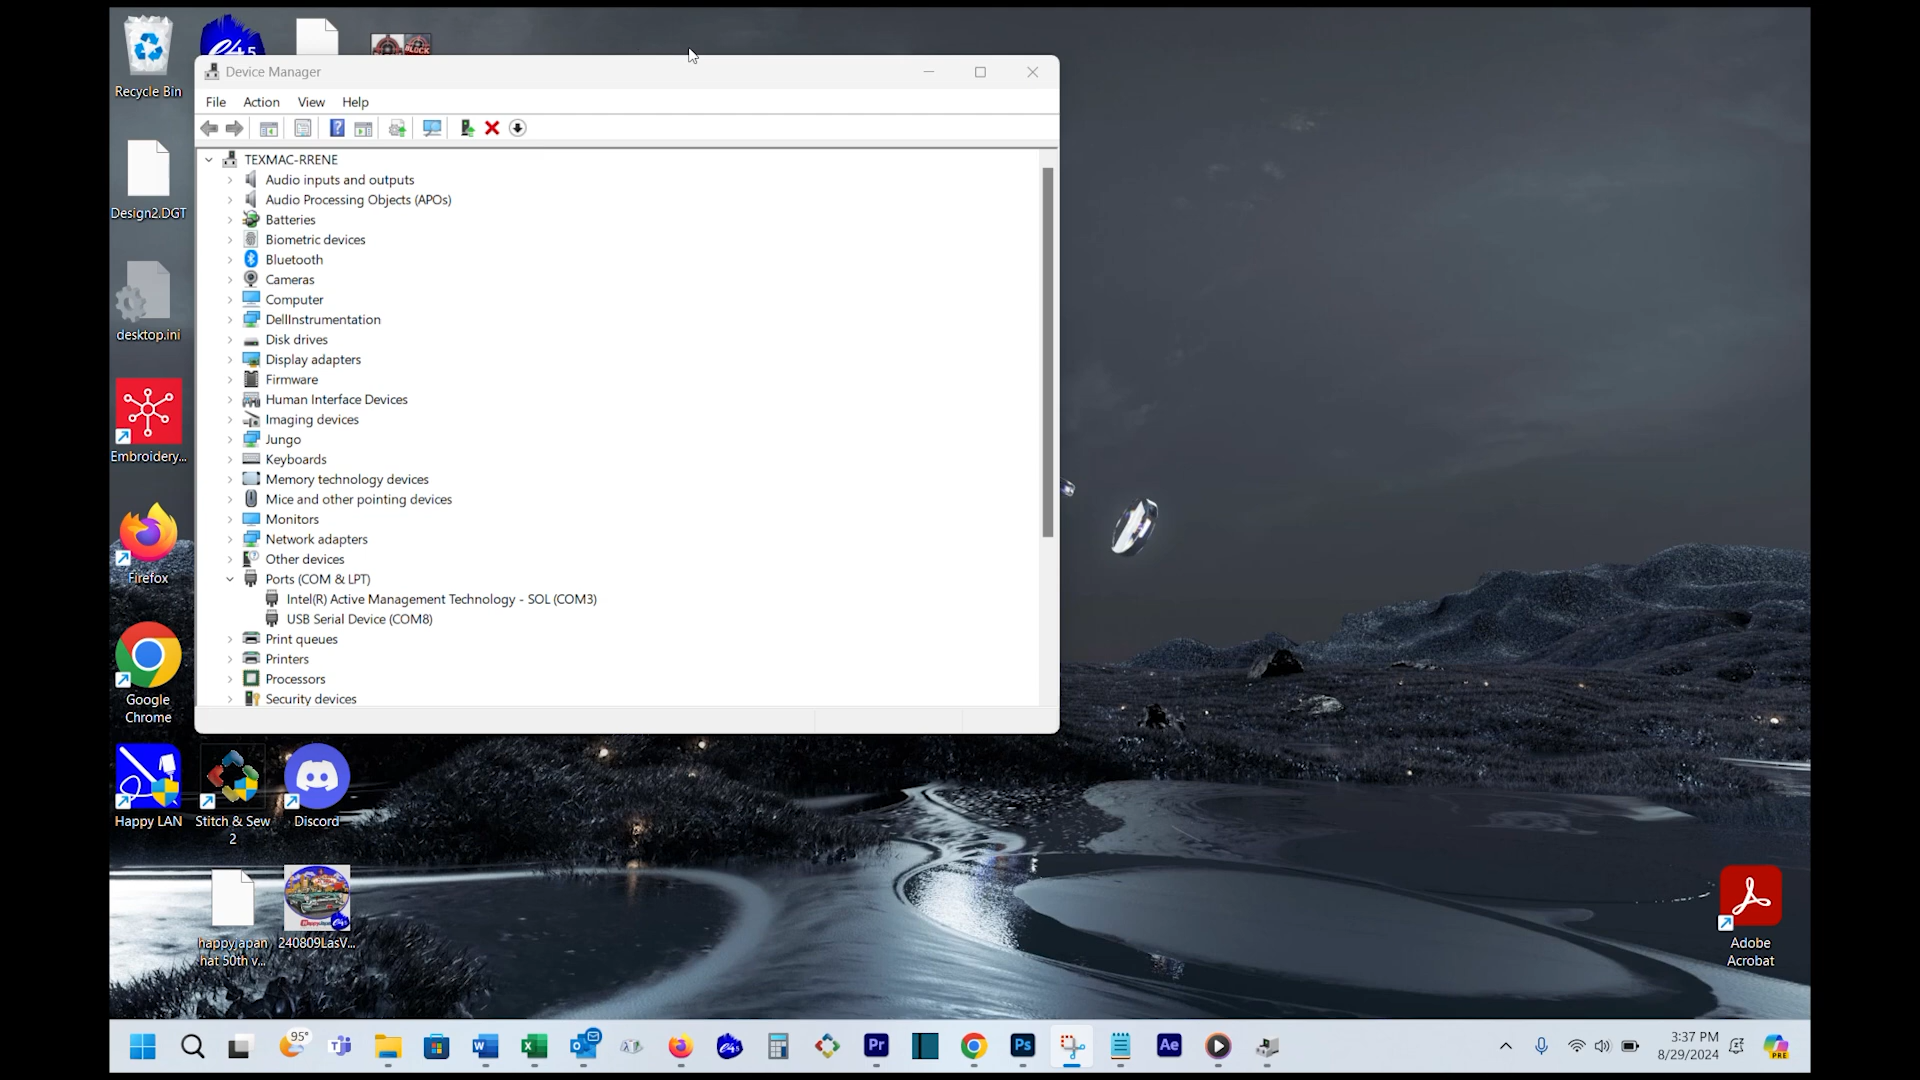 Recycle Bin
Design2.DGT
desktop.ini
Embroidery...
Firefox
Google
Chrome
Happy LAN
Stitch & Sew
2
Discord
happyjapan
hat 50th v...
240809LasV...
Adobe
Acrobat
Device Manager
File Action View Help
TEXMAC-RRENE
Audio inputs and outputs
Audio Processing Objects (APOs)
Batteries
Biometric devices
Bluetooth
Cameras
Computer
DellInstrumentation
Disk drives
Display adapters
Firmware
Human Interface Devices
Imaging devices
Jungo
Keyboards
Memory technology devices
Mice and other pointing devices
Monitors
Network adapters
Other devices
Ports (COM & LPT)
Intel(R) Active Management Technology - SOL (COM3)
USB Serial Device (COM8)
Print queues
Printers
Processors
Security devices
95°
Pr
Ps
Ae
3:37 PM
8/29/2024
PRE